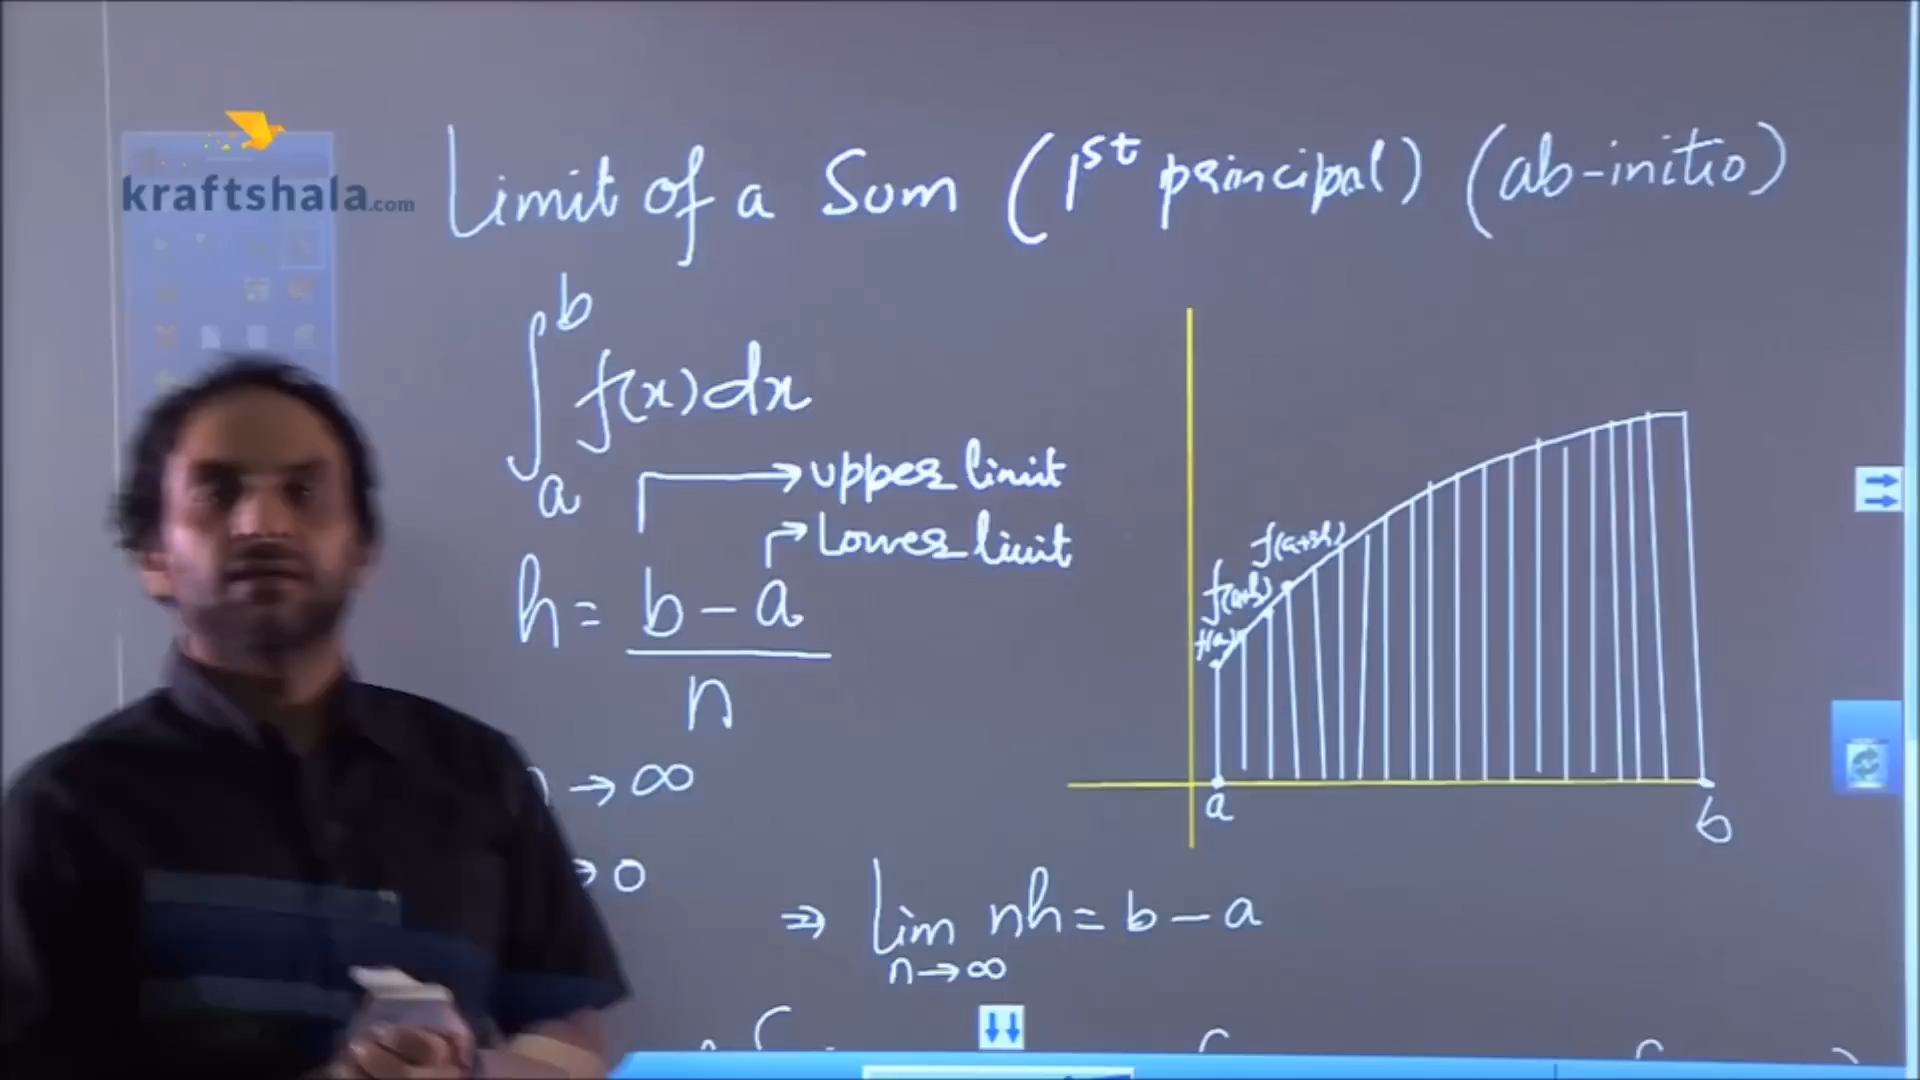 kraftshala.com
Limit of a Sum (1st principal) (ab-initio)
∫ₐᵇ f(x)dx
→ upper limit
→ Lower limit
h = b - a / n
→ ∞
→ 0
f(a+2h)
f(a+h)
f(a)
a b
⇒ lim nh = b - a
n→∞